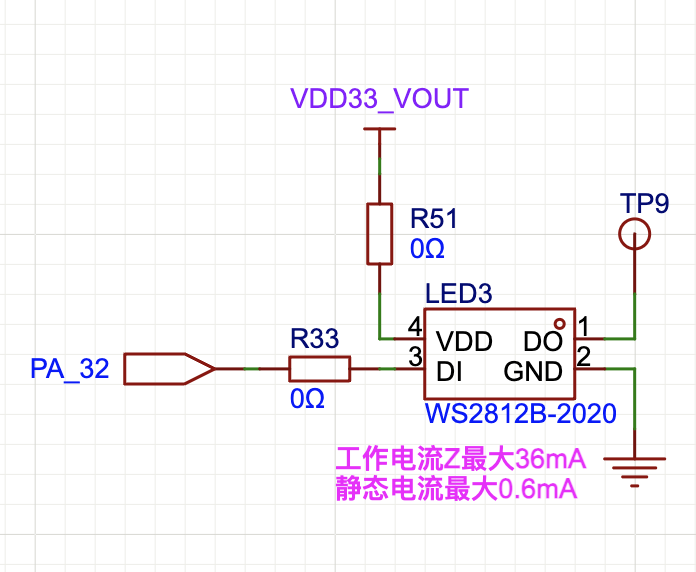 VDD33_VOUT
TP9
R51
0Ω
LED3
4
1
VDD
DO
R33
3
2
PA_32
DI
GND
0Ω
WS2812B-2020
工作电流Z最大36mA
静态电流最大0.6mA